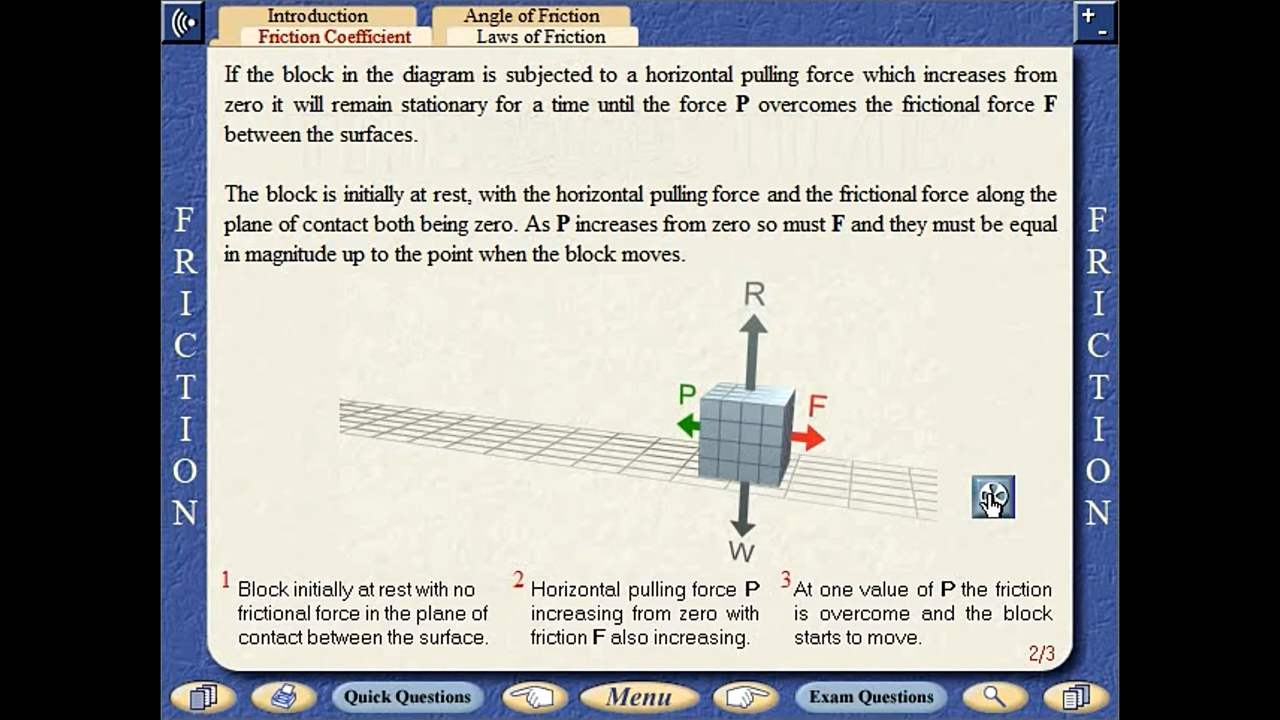 Introduction
Angle of Friction
Friction Coefficient
Laws of Friction
+
-
If the block in the diagram is subjected to a horizontal pulling force which increases from
zero it will remain stationary for a time until the force P overcomes the frictional force F
between the surfaces.
The block is initially at rest, with the horizontal pulling force and the frictional force along the
plane of contact both being zero. As P increases from zero so must F and they must be equal
in magnitude up to the point when the block moves.
FRICTION
FRICTION
R
P
F
W
1 Block initially at rest with no
frictional force in the plane of
contact between the surface.
2 Horizontal pulling force P
increasing from zero with
friction F also increasing.
3 At one value of P the friction
is overcome and the block
starts to move.
2/3
Quick Questions
Menu
Exam Questions